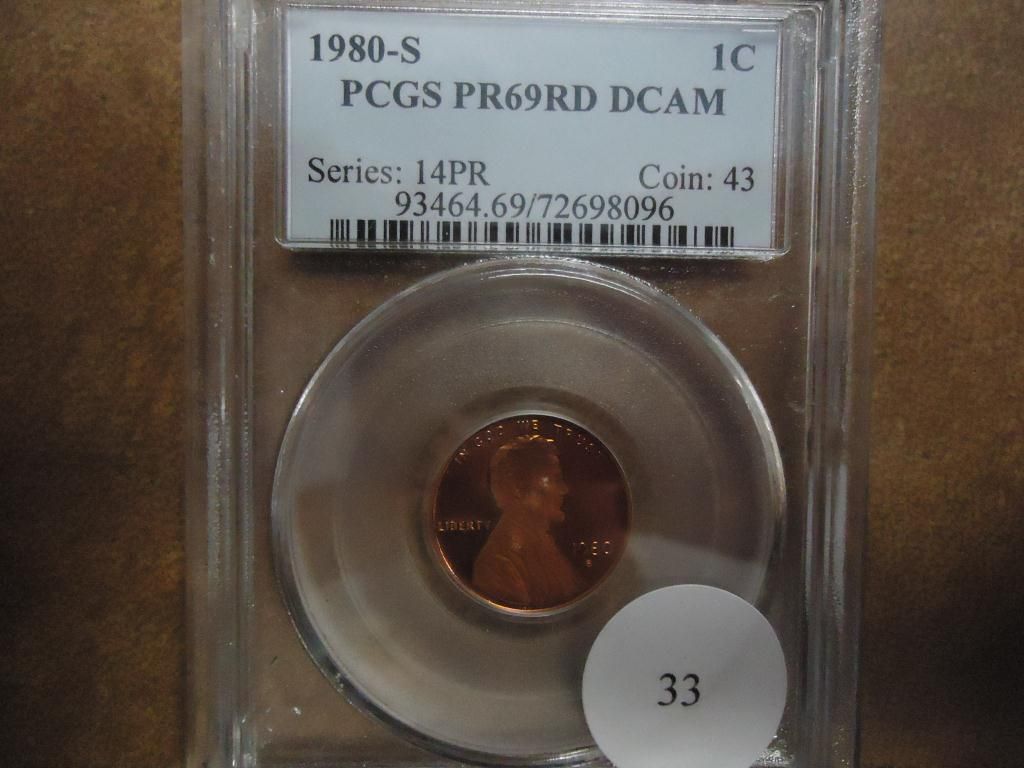 1980-S 1C
PCGS PR69RD DCAM
Series: 14PR Coin: 43
93464.69/72698096
IN GOD WE TRUST
LIBERTY
1980
S
33